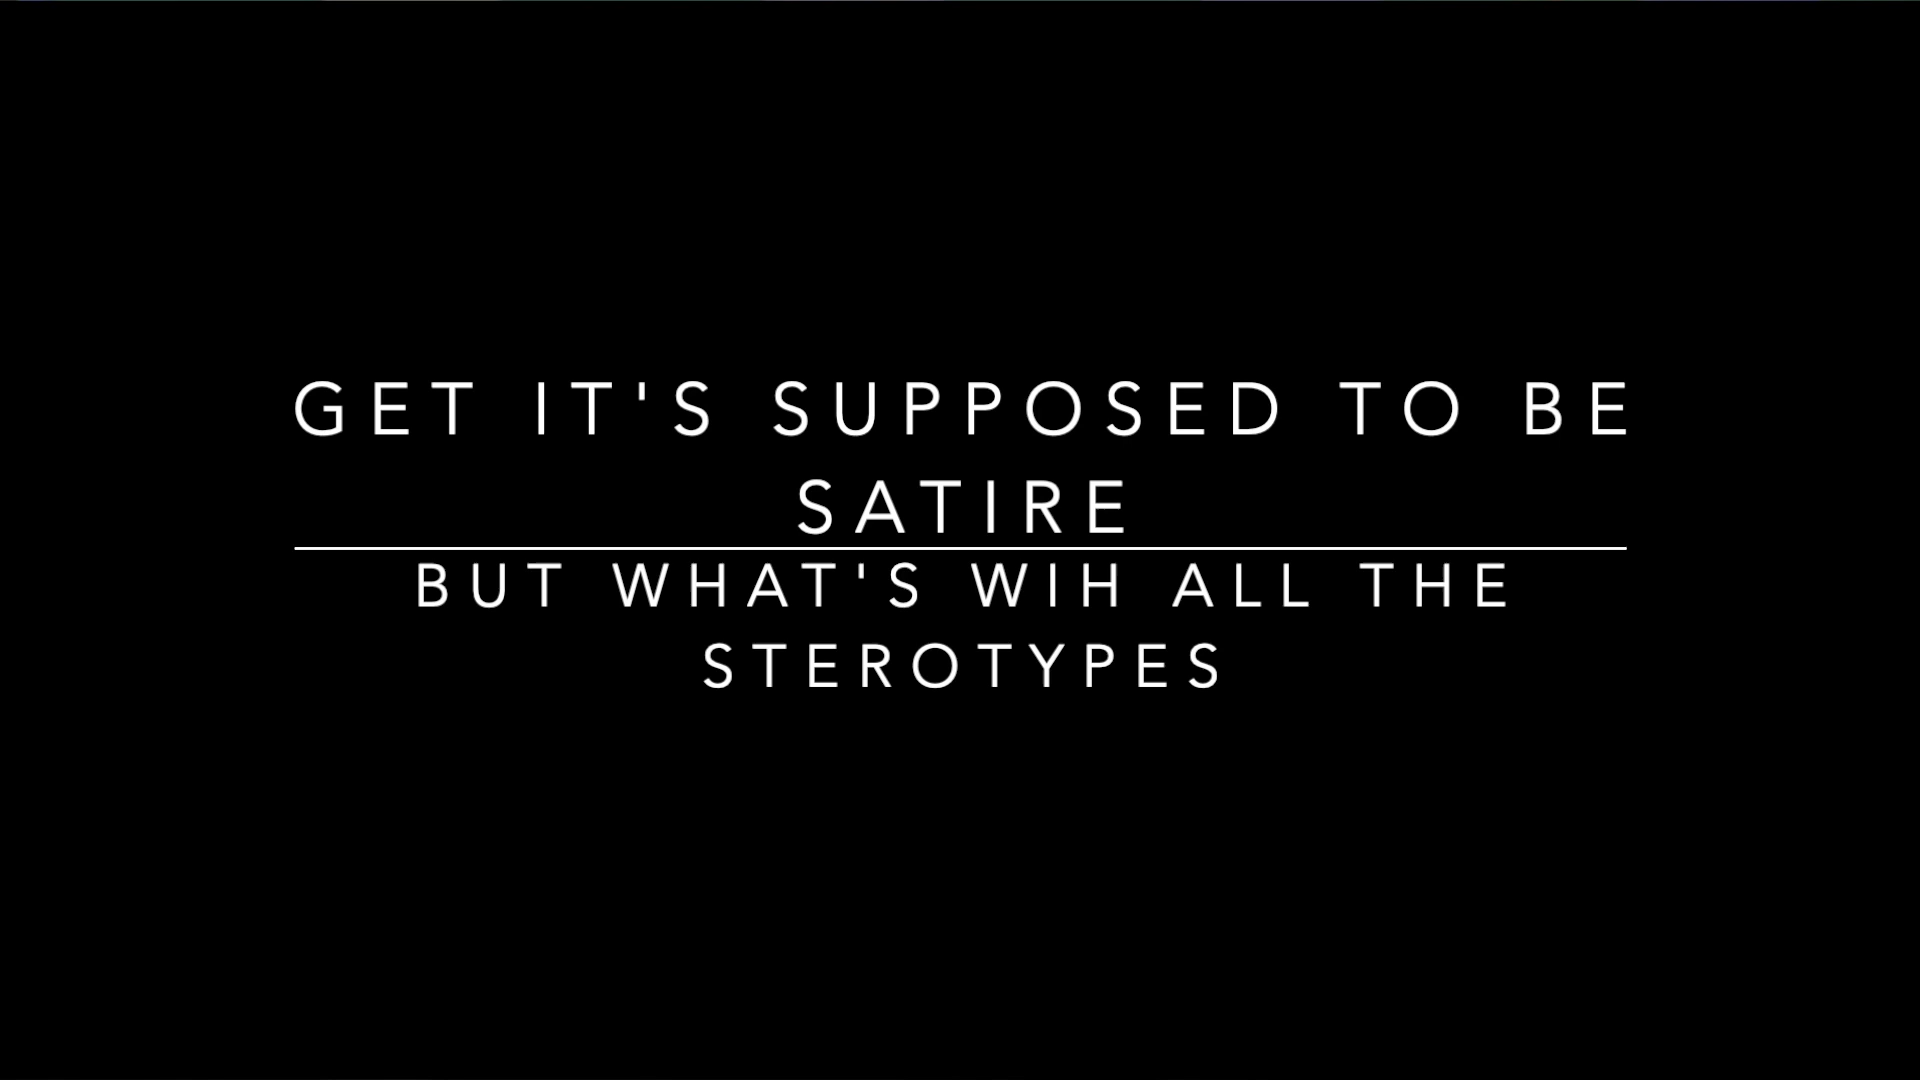 GET IT'S SUPPOSED TO BE
SATIRE
BUT WHAT'S WIH ALL THE
STEROTYPES